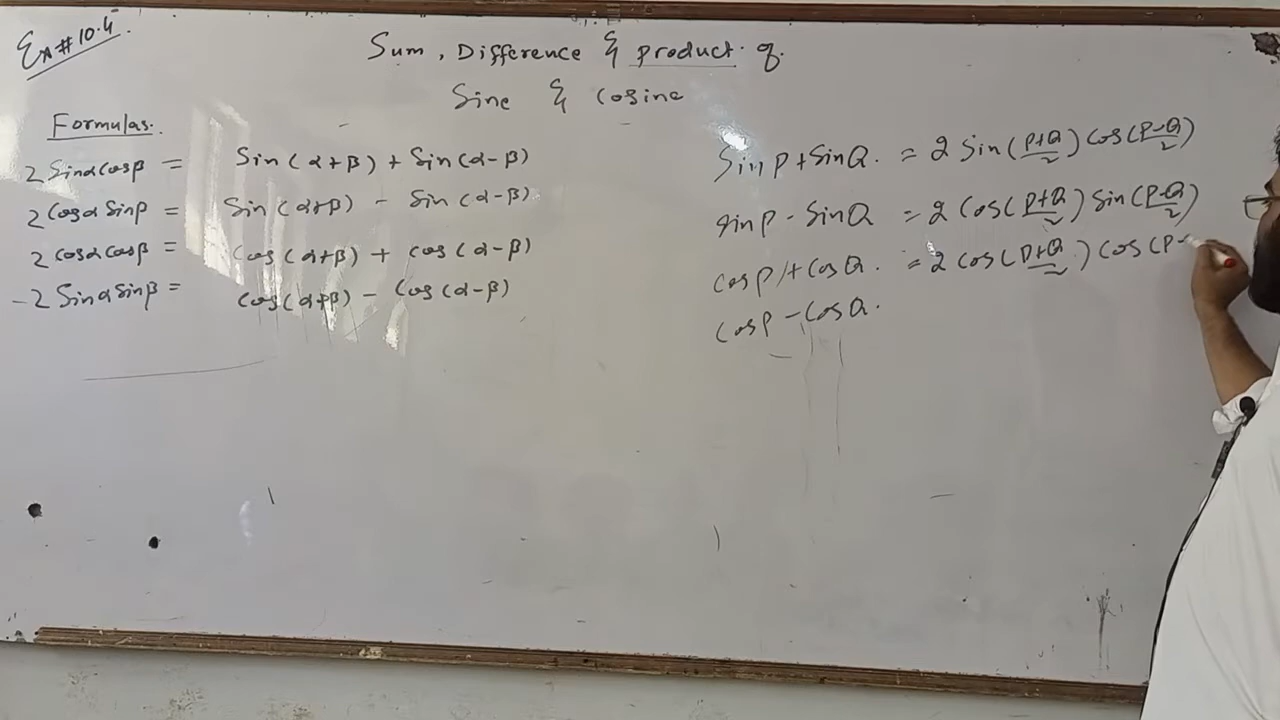 Ex # 10.4.
Sum, Difference & product of.
Sine & Cosine
Formulas.
2 Sinα cosβ = Sin(α+β) + Sin(α-β)
2 Cosα Sinβ = Sin(α+β) - Sin(α-β)
2 cosα cosβ = Cos(α+β) + cos(α-β)
-2 Sinα sinβ = Cos(α+β) - Cos(α-β)
Sin P + Sin Q. = 2 Sin(P+Q/2) Cos(P-Q/2)
Sin P - Sin Q = 2 Cos(P+Q/2) Sin(P-Q/2)
Cos P + Cos Q. = 2 Cos(P+Q/2) Cos(P-
Cos P - Cos Q.